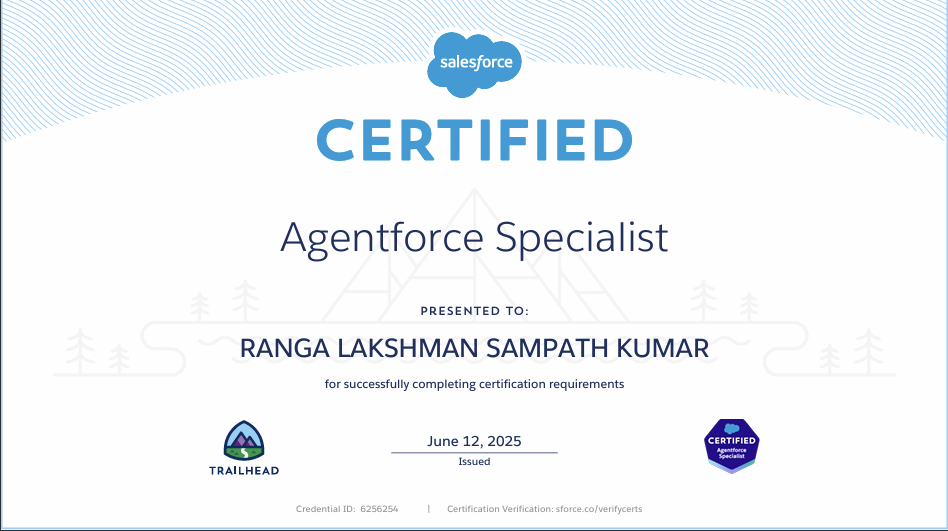 salesforce
CERTIFIED
Agentforce Specialist
PRESENTED TO:
RANGA LAKSHMAN SAMPATH KUMAR
for successfully completing certification requirements
TRAILHEAD
June 12, 2025
Issued
CERTIFIED
Agentforce
Specialist
Credential ID: 6256254 | Certification Verification: sforce.co/verifycerts